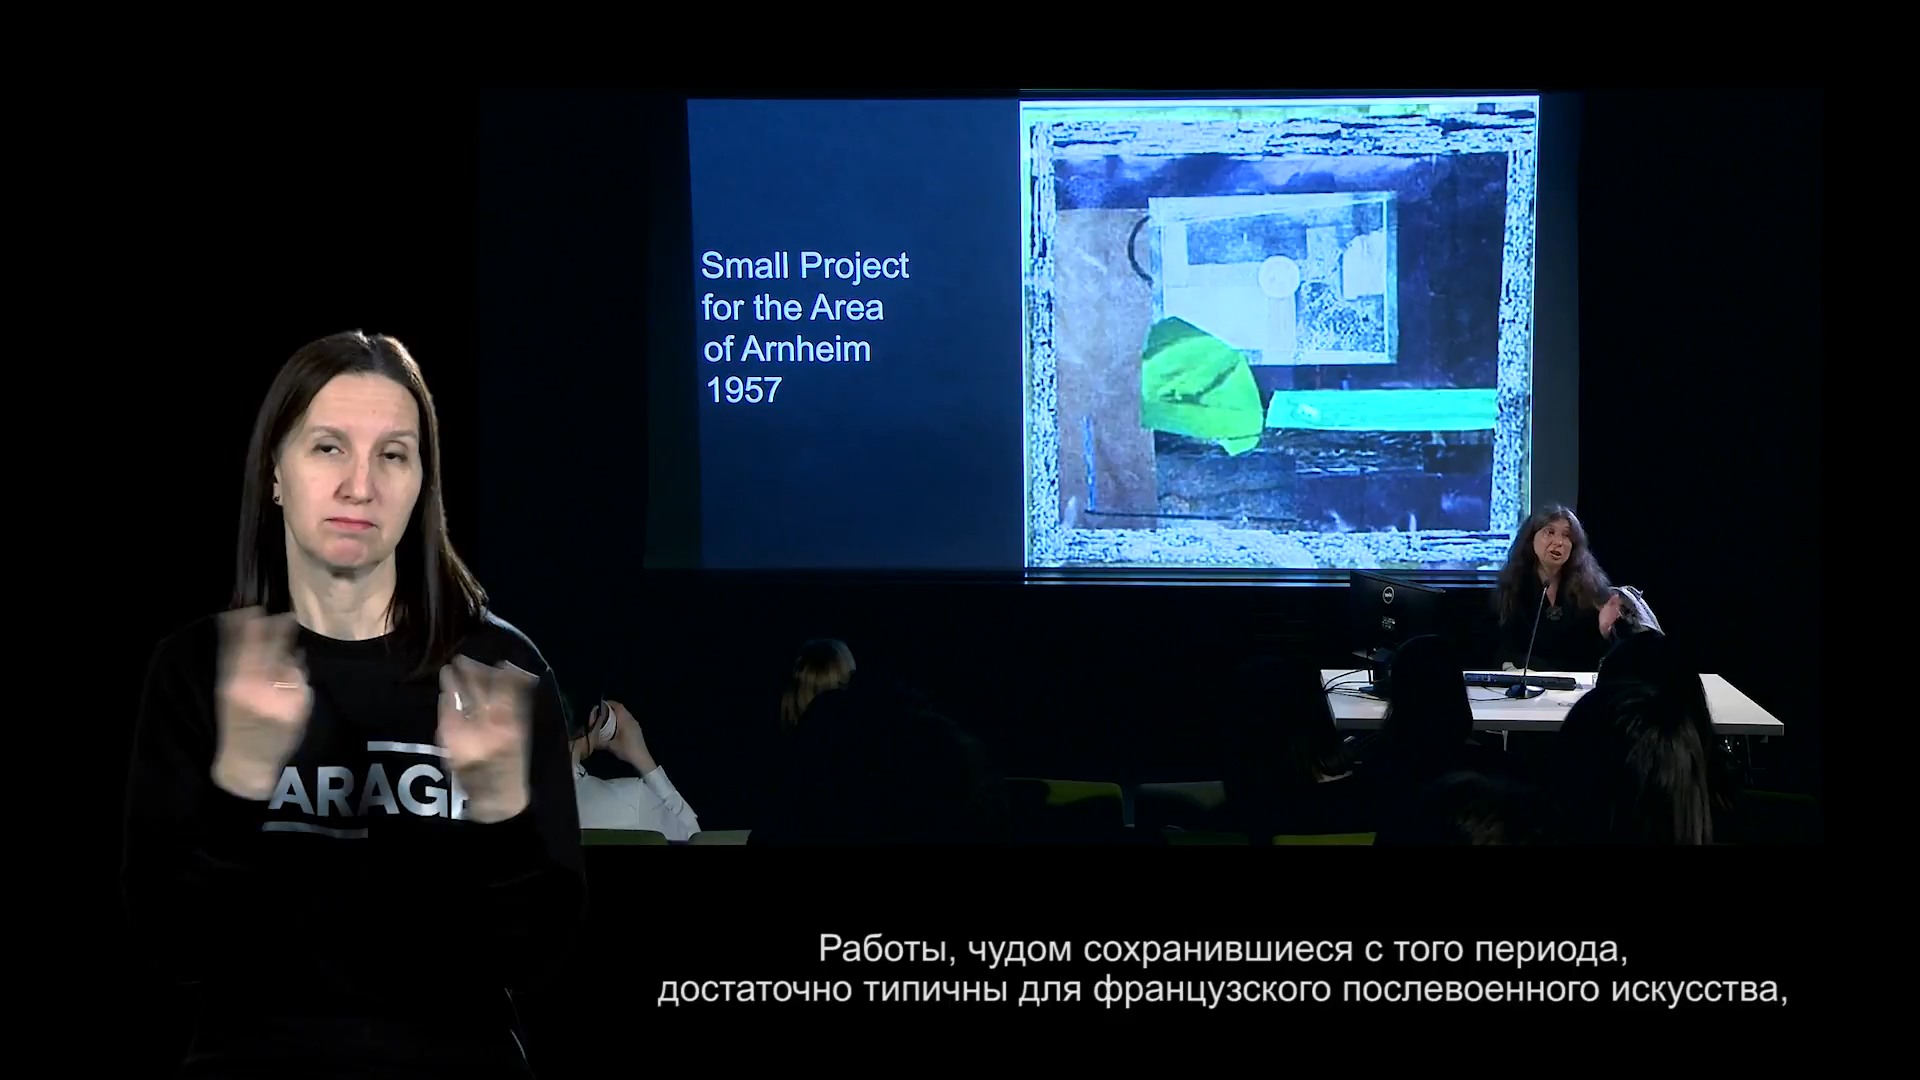 Small Project
for the Area
of Arnheim
1957
ARAG
Работы, чудом сохранившиеся с того периода,
достаточно типичны для французского послевоенного искусства,